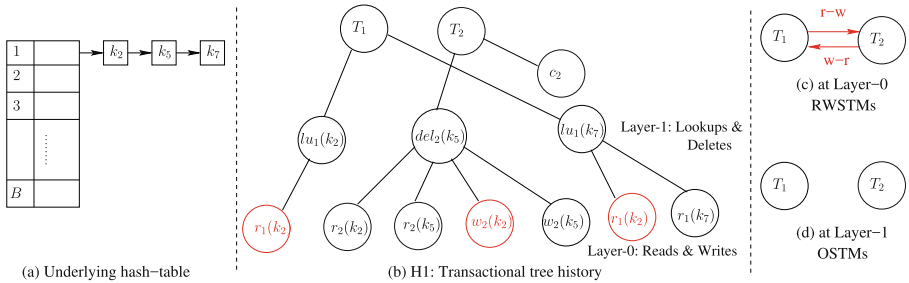 1
2
3
B
k2
k5
k7
(a) Underlying hash−table
T1
T2
c2
lu1(k2)
del2(k5)
lu1(k7)
Layer-1: Lookups &
Deletes
r1(k2
r2(k2)
r2(k5)
w2(k2)
w2(k5)
r1(k2)
r1(k7)
Layer-0: Reads & Writes
(b) H1: Transactional tree history
r−w
T1
T2
w−r
(c) at Layer−0
RWSTMs
T1
T2
(d) at Layer−1
OSTMs